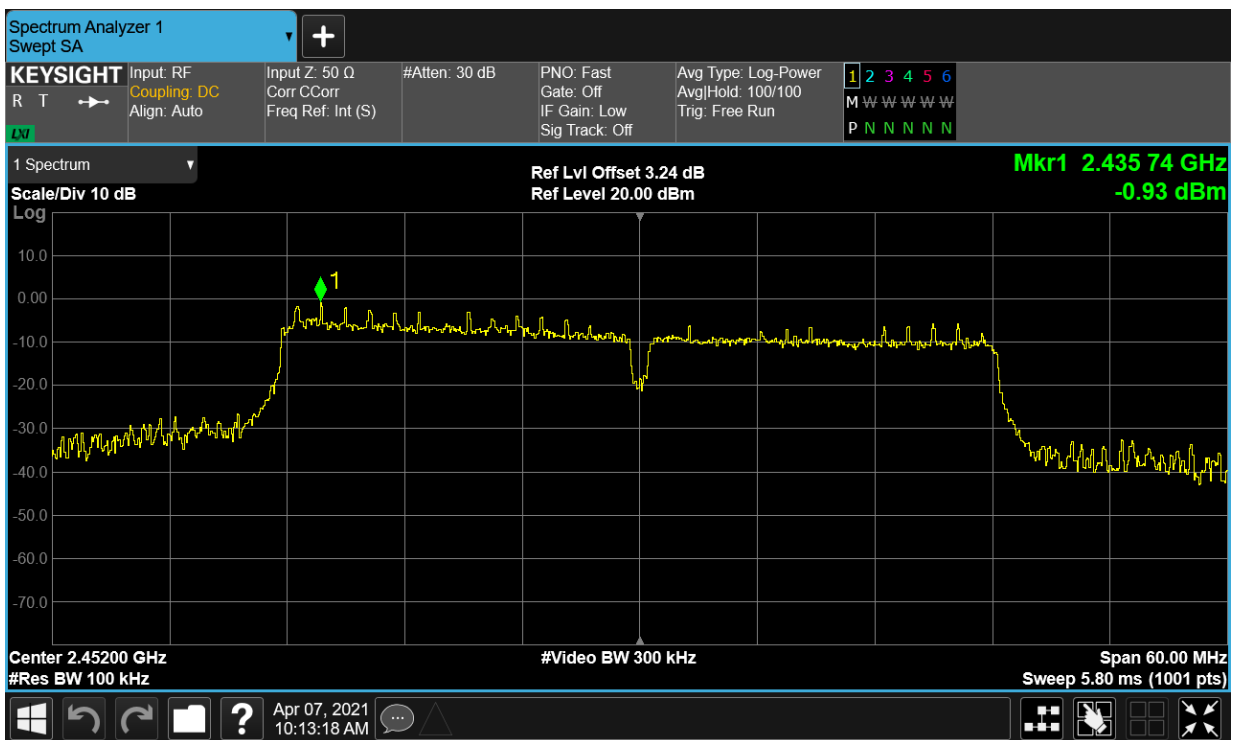 Spectrum Analyzer 1
Swept SA
+
KEYSIGHT
R T
LXI
Input: RF
Coupling: DC
Align: Auto
Input Z: 50 Ω
Corr CCorr
Freq Ref: Int (S)
#Atten: 30 dB
PNO: Fast
Gate: Off
IF Gain: Low
Sig Track: Off
Avg Type: Log-Power
Avg|Hold: 100/100
Trig: Free Run
1 2 3 4 5 6
M W W W W W
P N N N N N
1 Spectrum
Scale/Div 10 dB
Log
Ref Lvl Offset 3.24 dB
Ref Level 20.00 dBm
Mkr1 2.435 74 GHz
-0.93 dBm
1
10.0
0.00
-10.0
-20.0
-30.0
-40.0
-50.0
-60.0
-70.0
Center 2.45200 GHz
#Res BW 100 kHz
#Video BW 300 kHz
Span 60.00 MHz
Sweep 5.80 ms (1001 pts)
?
Apr 07, 2021
10:13:18 AM